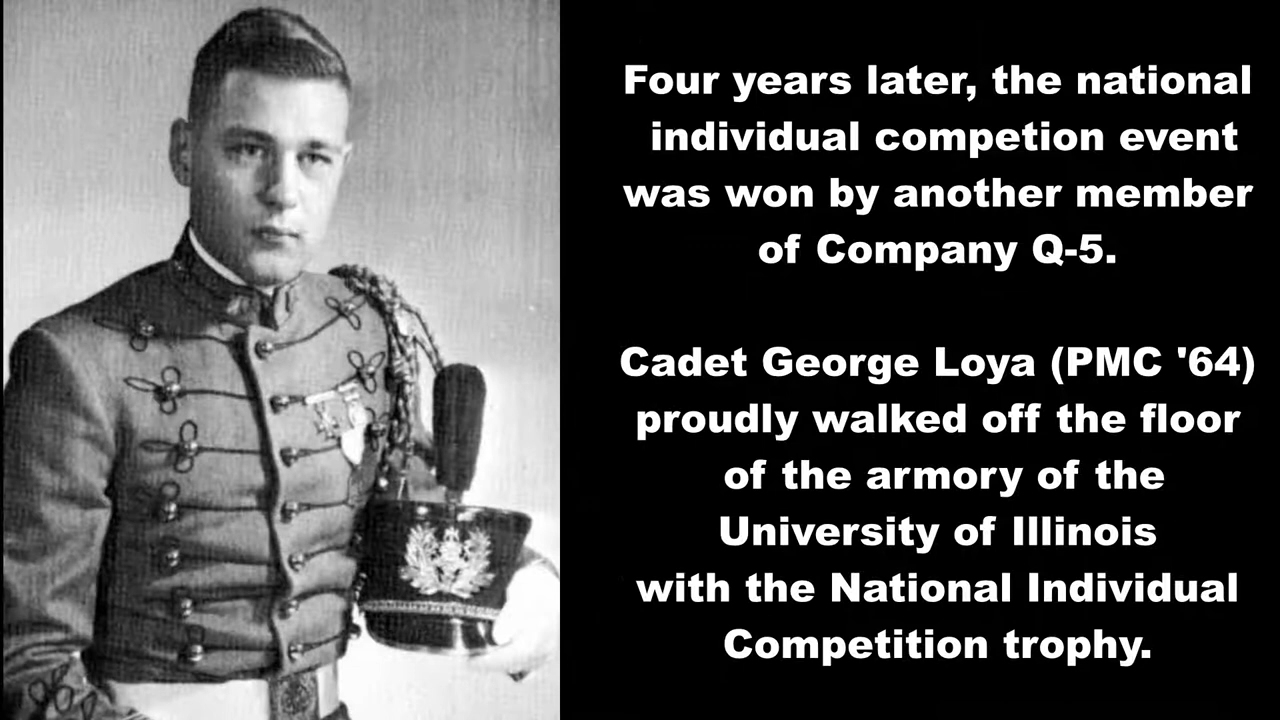 Four years later, the national
individual competion event
was won by another member
of Company Q-5.
Cadet George Loya (PMC '64)
proudly walked off the floor
of the armory of the
University of Illinois
with the National Individual
Competition trophy.